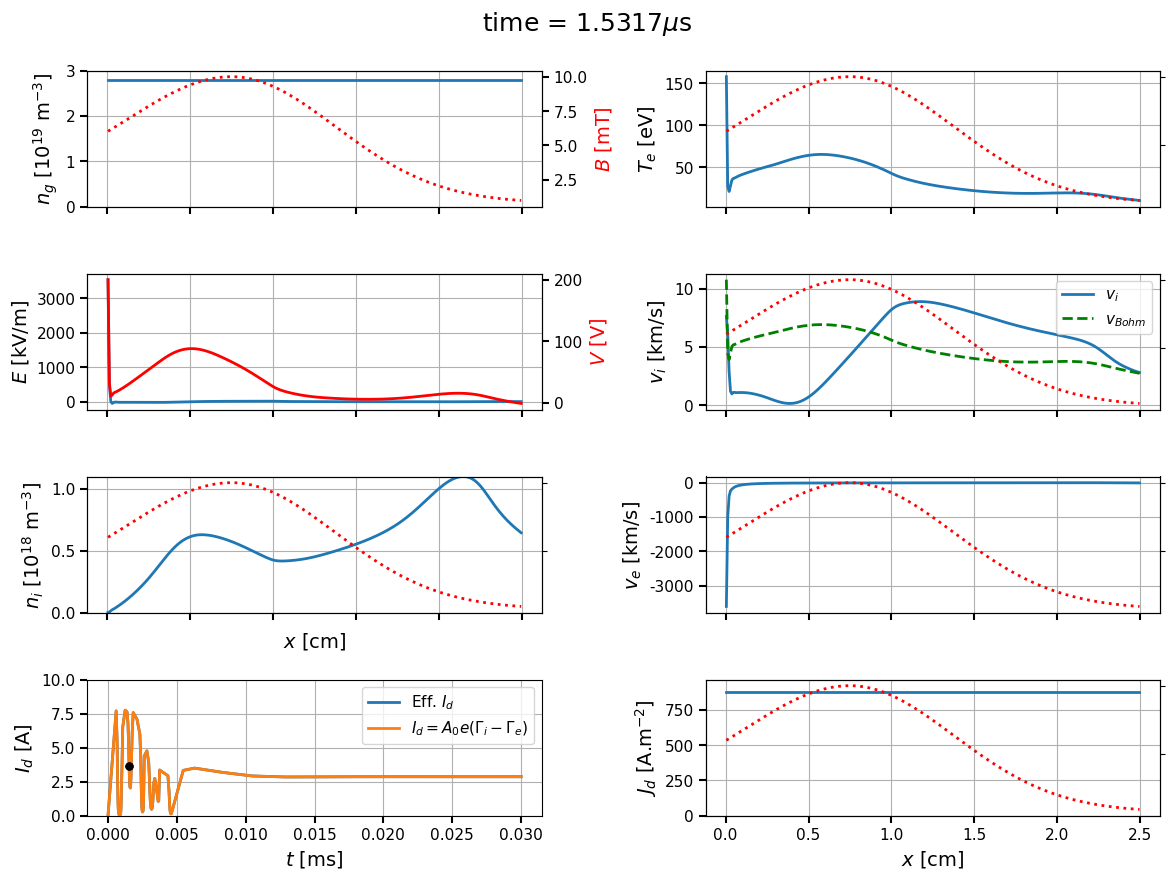 time = 1.5317μs
3
2
1
0
n_g [10^19 m^−3]
10.0
7.5
5.0
2.5
B [mT]
150
100
50
T_e [eV]
3000
2000
1000
0
E [kV/m]
200
100
0
V [V]
10
5
0
v_i [km/s]
v_i
v_Bohm
1.0
0.5
0.0
n_i [10^18 m^−3]
x [cm]
0
-1000
-2000
-3000
v_e [km/s]
10.0
7.5
5.0
2.5
0.0
I_d [A]
Eff. I_d
I_d = A_0e(Γ_i − Γ_e)
0.000 0.005 0.010 0.015 0.020 0.025 0.030
t [ms]
750
500
250
0
J_d [A.m^−2]
0.0 0.5 1.0 1.5 2.0 2.5
x [cm]